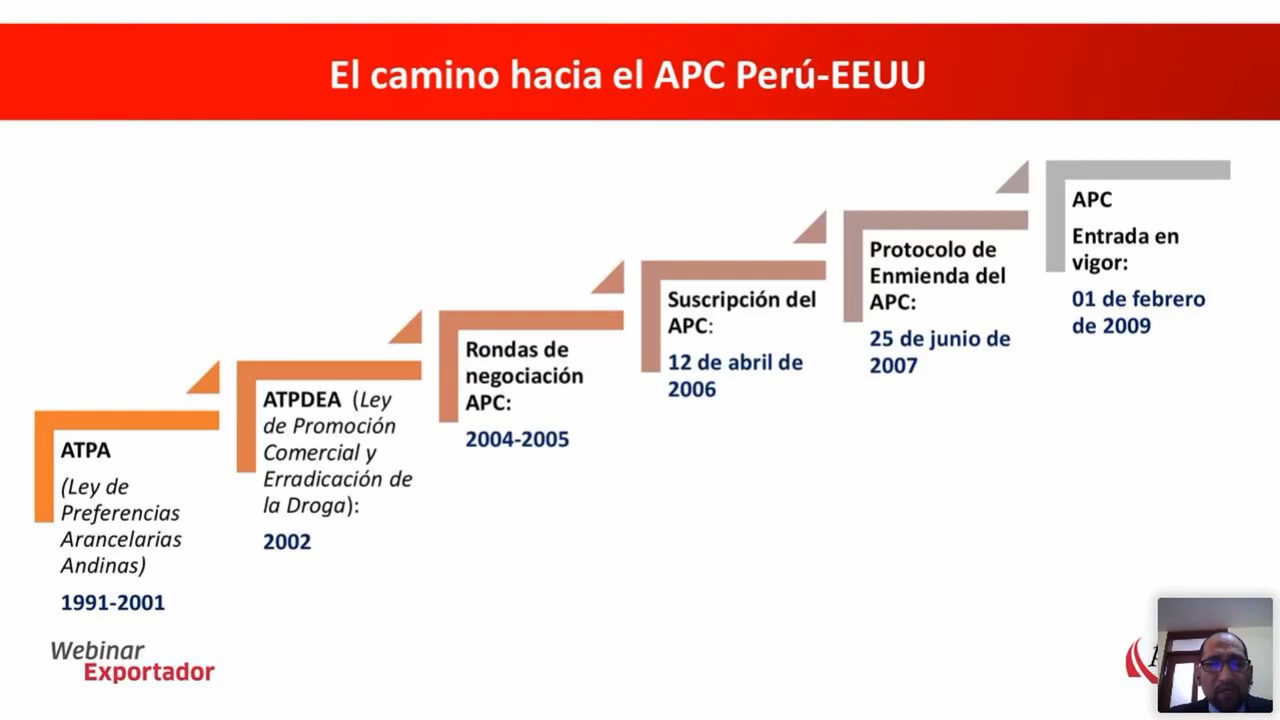 El camino hacia el APC Perú-EEUU
ATPA
(Ley de
Preferencias
Arancelarias
Andinas)
1991-2001
ATPDEA (Ley
de Promoción
Comercial y
Erradicación de
la Droga):
2002
Rondas de
negociación
APC:
2004-2005
Suscripción del
APC:
12 de abril de
2006
Protocolo de
Enmienda del
APC:
25 de junio de
2007
APC
Entrada en
vigor:
01 de febrero
de 2009
Webinar
Exportador